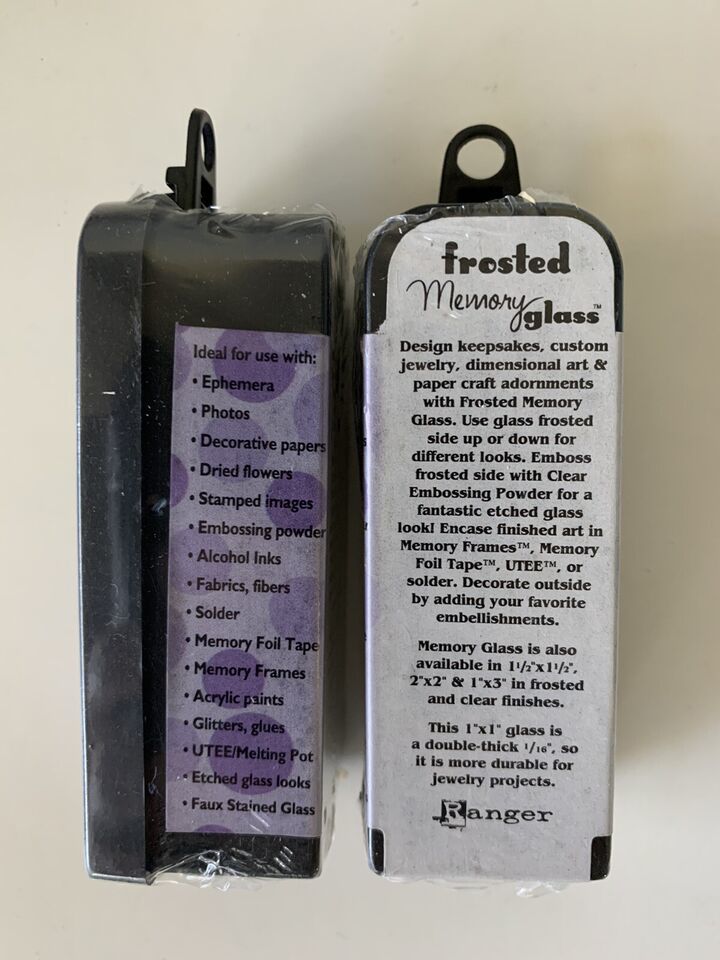 Ideal for use with:
• Ephemera
• Photos
• Decorative papers
• Dried flowers
• Stamped images
• Embossing powder
• Alcohol Inks
• Fabrics, fibers
• Solder
• Memory Foil Tape
• Memory Frames
• Acrylic paints
• Glitters, glues
• UTEE/Melting Pot
• Etched glass looks
• Faux Stained Glass
frosted
Memory
glass™
Design keepsakes, custom
jewelry, dimensional art &
paper craft adornments
with Frosted Memory
Glass. Use glass frosted
side up or down for
different looks. Emboss
frosted side with Clear
Embossing Powder for a
fantastic etched glass
look! Encase finished art in
Memory Frames™, Memory
Foil Tape™, UTEE™, or
solder. Decorate outside
by adding your favorite
embellishments.
Memory Glass is also
available in 1 1/2"x1 1/2",
2"x2" & 1"x3" in frosted
and clear finishes.
This 1"x1" glass is
a double-thick 1/16", so
it is more durable for
jewelry projects.
Ranger